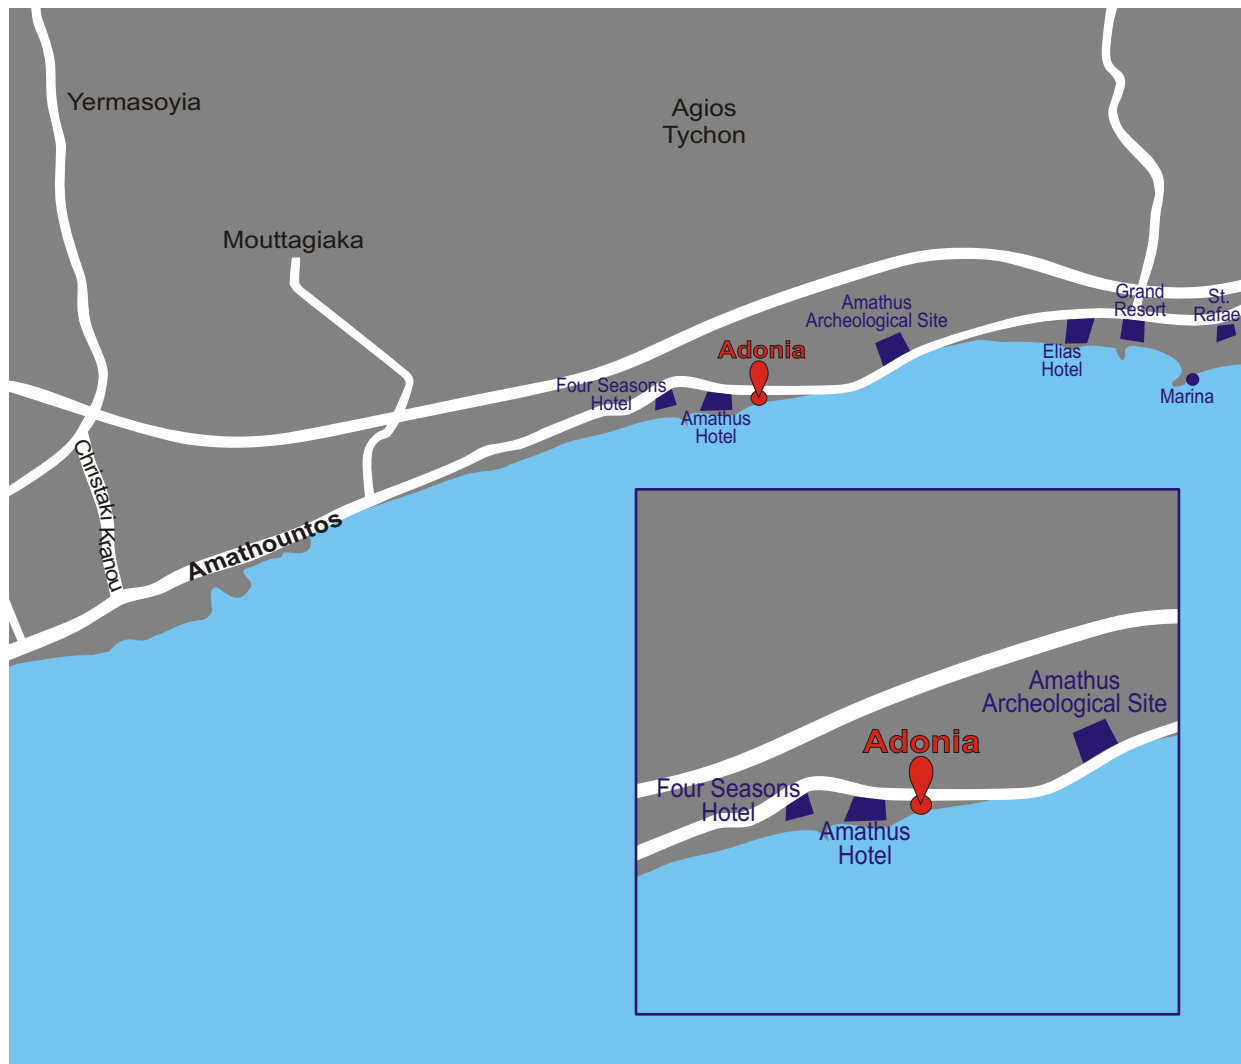 Yermasoyia
Agios
Tychon
Mouttagiaka
Grand
Resort
St.
Rafae
Amathus
Archeological Site
Adonia
Elias
Hotel
Four Seasons
Hotel
Marina
Amathus
Hotel
Christaki Kranou
Amathountos
Amathus
Archeological Site
Adonia
Four Seasons
Hotel
Amathus
Hotel